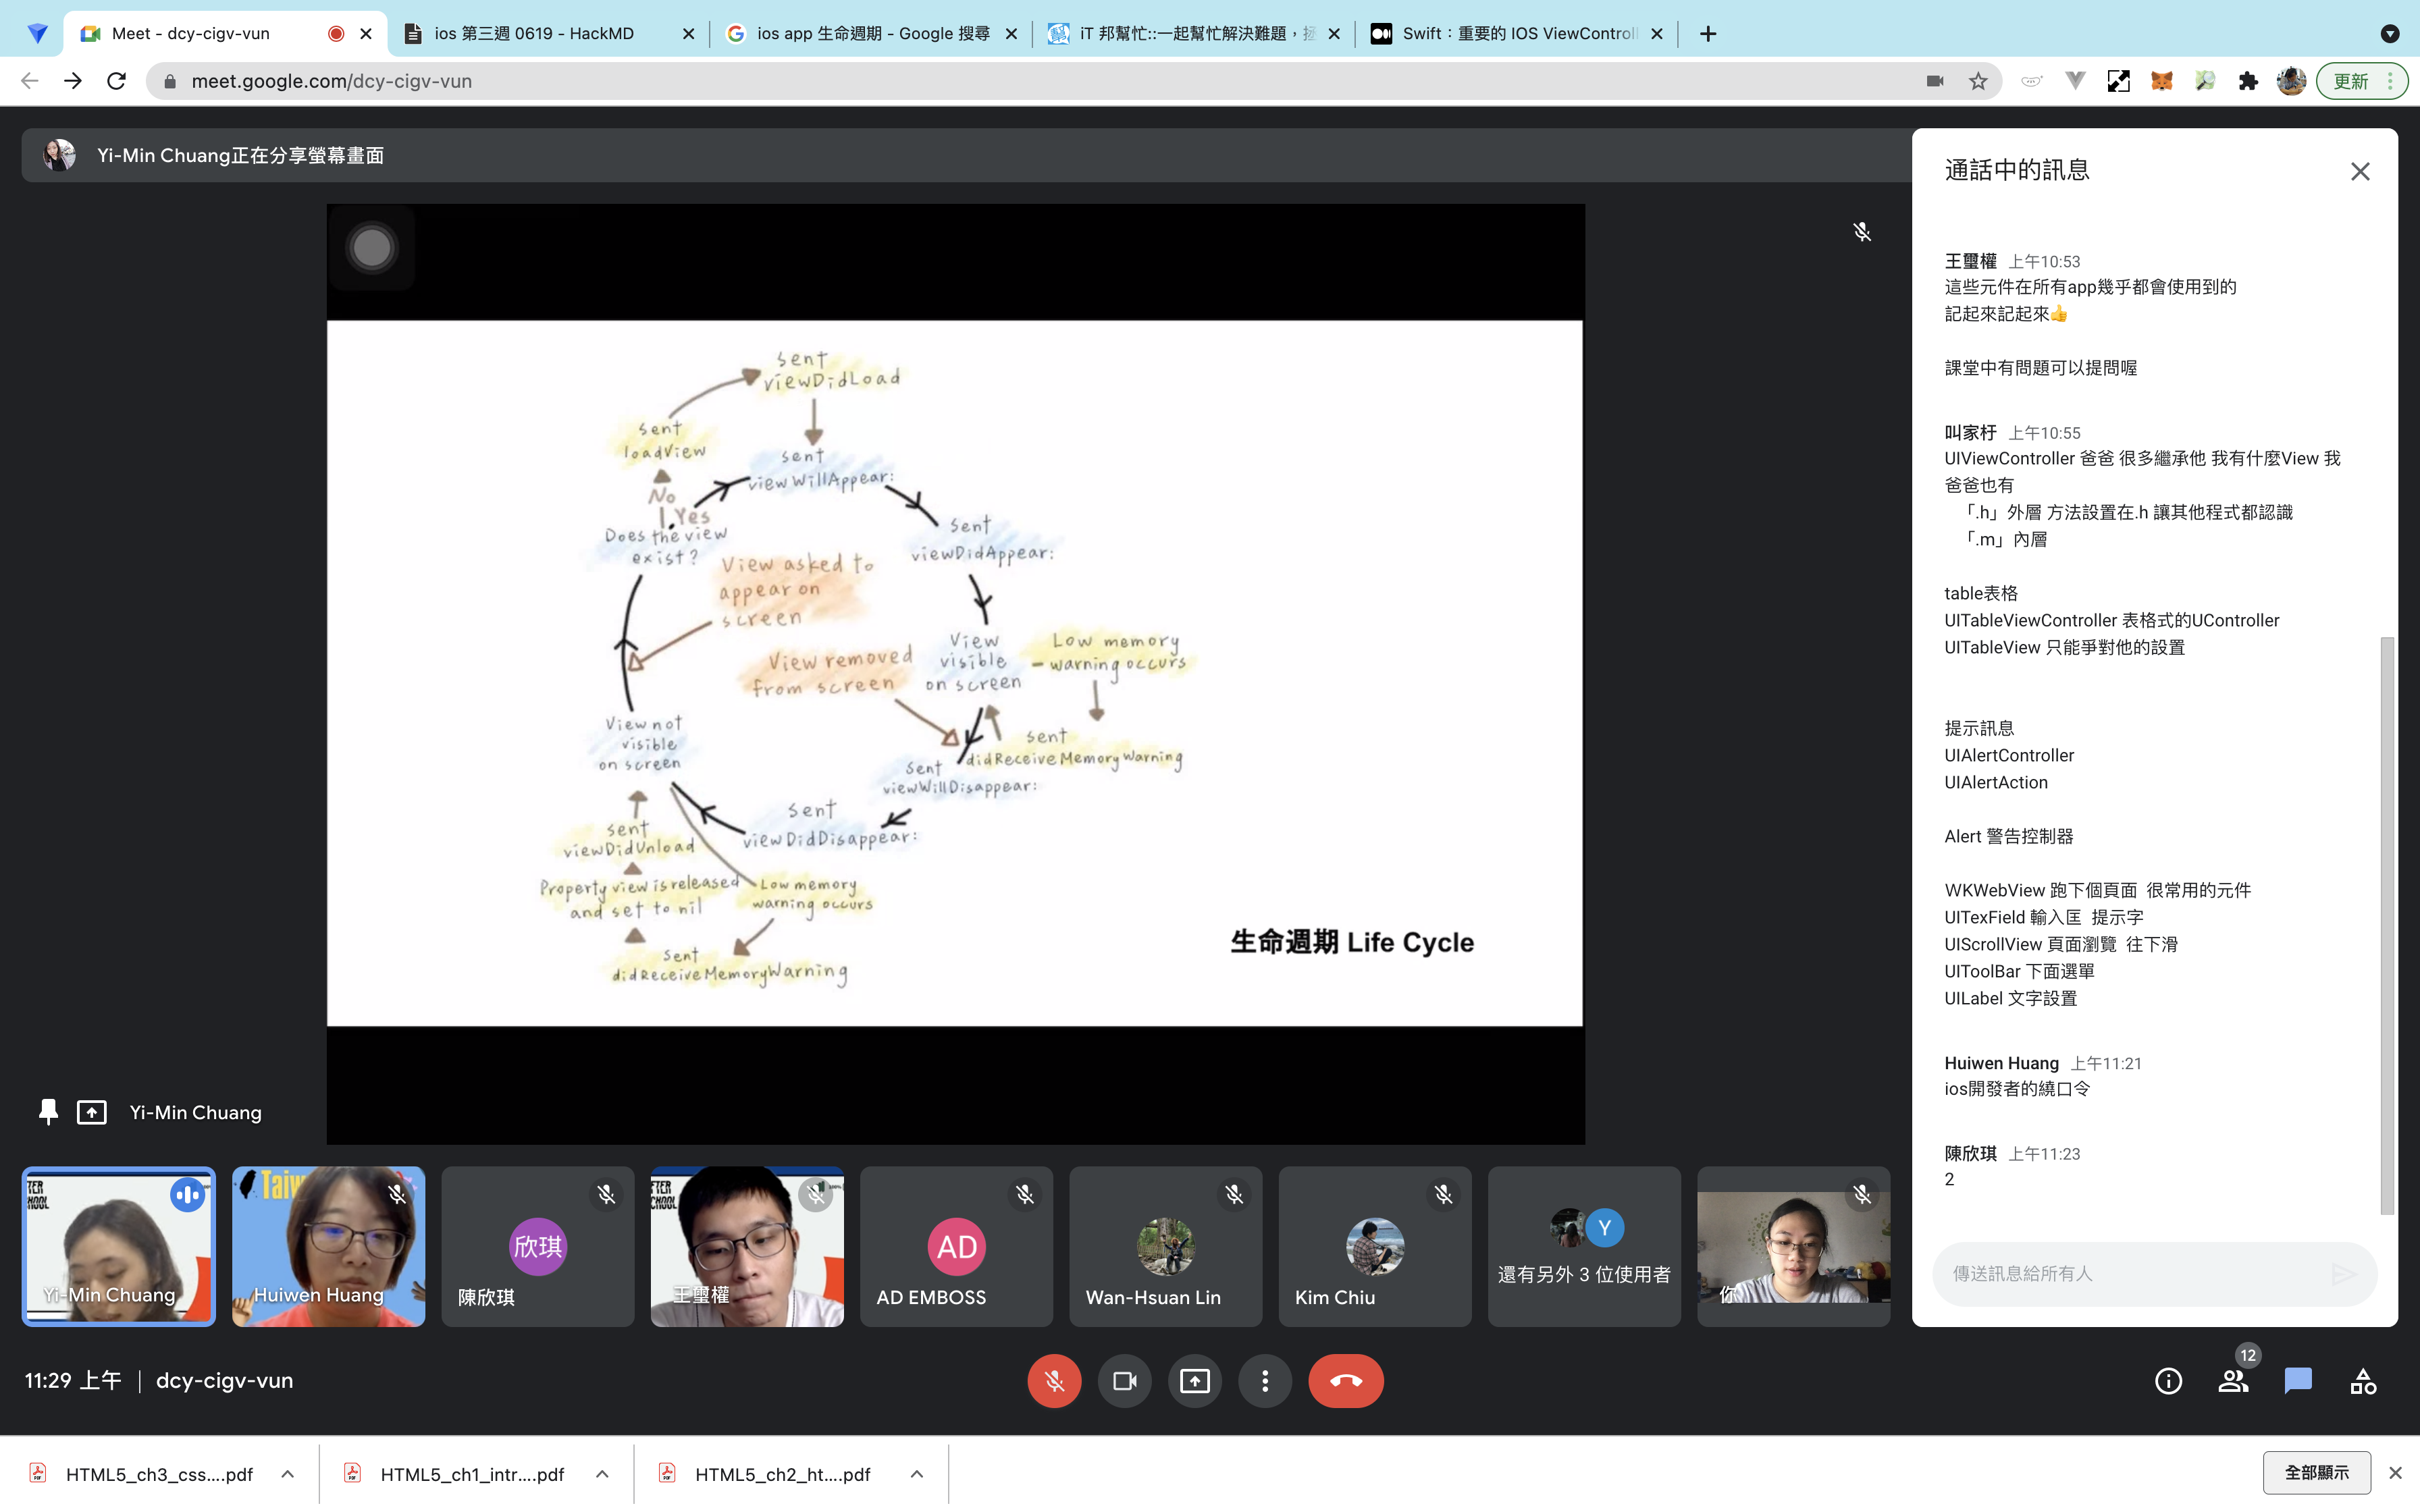 Meet - dcy-cigv-vun
ios 第三週 0619 - HackMD
ios app 生命週期 - Google 搜尋
iT 邦幫忙::一起幫忙解決難題，拯
Swift：重要的 IOS ViewControll
meet.google.com/dcy-cigv-vun
更新
Yi-Min Chuang正在分享螢幕畫面
sent
viewDidLoad
sent
loadView
sent
viewWillAppear:
No
Yes
Does the view
exist?
sent
viewDidAppear:
View asked to
appear on
screen
View
visible
on screen
Low memory
warning occurs
View removed
from screen
View not
visible
on screen
sent
didReceiveMemoryWarning
sent
viewWillDisappear:
sent
viewDidDisappear:
sent
viewDidUnload
Property view is released
and set to nil
Low memory
warning occurs
sent
didReceiveMemoryWarning
生命週期 Life Cycle
Yi-Min Chuang
通話中的訊息
王璽權 上午10:53
這些元件在所有app幾乎都會使用到的
記起來記起來👍
課堂中有問題可以提問喔
叫家杅 上午10:55
UIViewController 爸爸 很多繼承他 我有什麼View 我
爸爸也有
「.h」外層 方法設置在.h 讓其他程式都認識
「.m」內層
table表格
UITableViewController 表格式的UController
UITableView 只能爭對他的設置
提示訊息
UIAlertController
UIAlertAction
Alert 警告控制器
WKWebView 跑下個頁面 很常用的元件
UITexField 輸入匡 提示字
UIScrollView 頁面瀏覽 往下滑
UIToolBar 下面選單
UILabel 文字設置
Huiwen Huang 上午11:21
ios開發者的繞口令
陳欣琪 上午11:23
2
傳送訊息給所有人
TER
HOOL
Yi-Min Chuang
Taiw
Huiwen Huang
欣琪
陳欣琪
FTER
CHOOL
王璽權
AD
AD EMBOSS
Wan-Hsuan Lin
Kim Chiu
Y
還有另外 3 位使用者
你
11:29 上午 | dcy-cigv-vun
12
HTML5_ch3_css....pdf
HTML5_ch1_intr....pdf
HTML5_ch2_ht....pdf
全部顯示